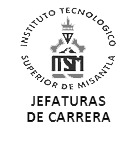 INSTITUTO TECNOLOGICO
SUPERIOR DE MISANTLA
ITSM
JEFATURAS
DE CARRERA